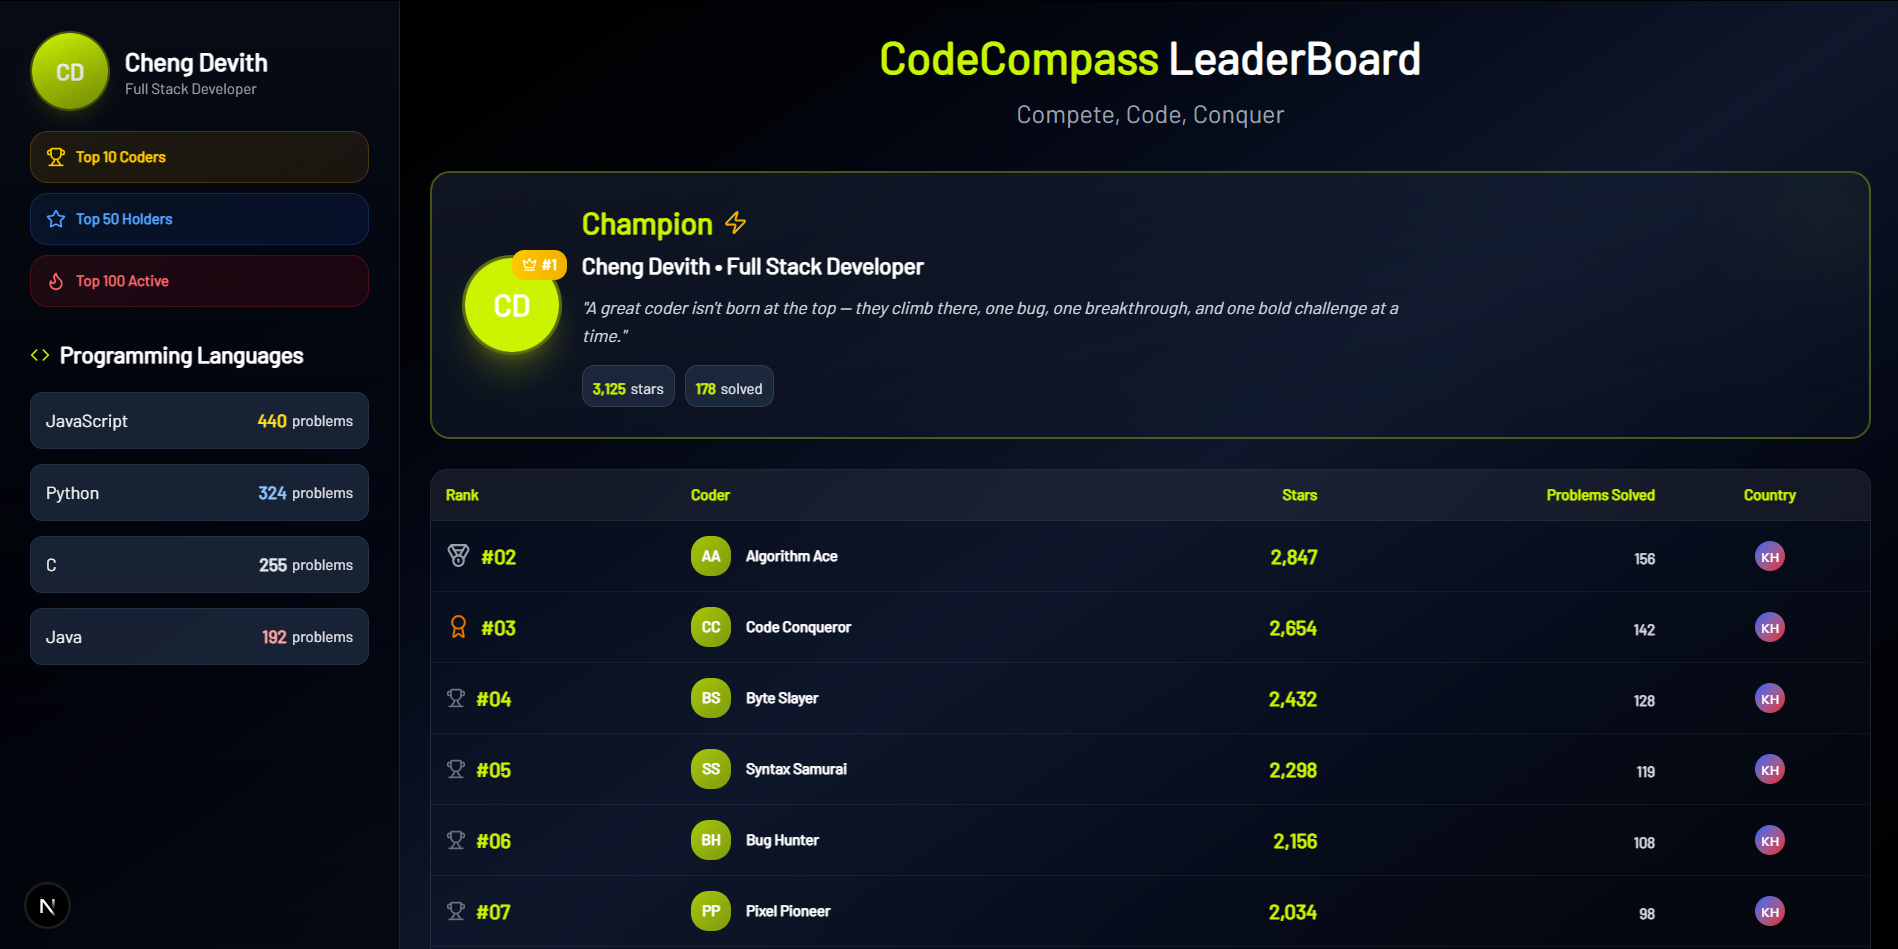 CD
Cheng Devith
Full Stack Developer
Top 10 Coders
Top 50 Holders
Top 100 Active
<> Programming Languages
JavaScript 440 problems
Python 324 problems
C 255 problems
Java 192 problems
N
CodeCompass LeaderBoard
Compete, Code, Conquer
Champion
#1
CD
Cheng Devith • Full Stack Developer
"A great coder isn't born at the top — they climb there, one bug, one breakthrough, and one bold challenge at a
time."
3,125 stars 178 solved
Rank Coder Stars Problems Solved Country
#02 AA Algorithm Ace 2,847 156 KH
#03 CC Code Conqueror 2,654 142 KH
#04 BS Byte Slayer 2,432 128 KH
#05 SS Syntax Samurai 2,298 119 KH
#06 BH Bug Hunter 2,156 108 KH
#07 PP Pixel Pioneer 2,034 98 KH